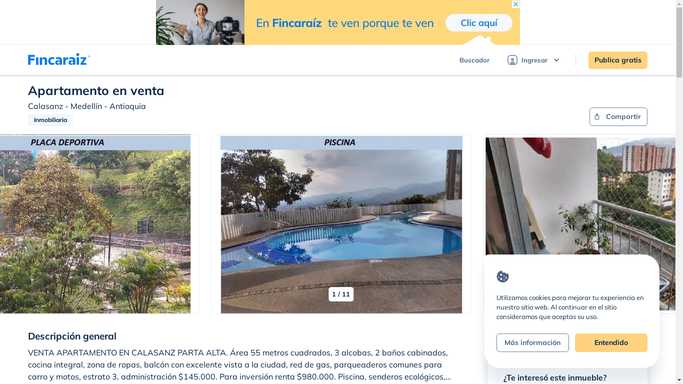 En Fincaraíz te ven porque te ven
Clic aquí
Fincaraíz
Buscador
Ingresar
Publica gratis
Apartamento en venta
Calasanz - Medellín - Antioquia
Inmobiliaria
Compartir
PLACA DEPORTIVA
PISCINA
1 / 11
Utilizamos cookies para mejorar tu experiencia en
nuestro sitio web. Al continuar en el sitio
consideramos que aceptas su uso.
Más información
Entendido
Descripción general
VENTA APARTAMENTO EN CALASANZ PARTA ALTA. Área 55 metros cuadrados, 3 alcobas, 2 baños cabinados,
cocina integral, zona de ropas, balcón con excelente vista a la ciudad, red de gas, parqueaderos comunes para
carro y motos, estrato 3, administración $145.000. Para inversión renta $980.000. Piscina, senderos ecológicos,...
¿Te interesó este inmueble?